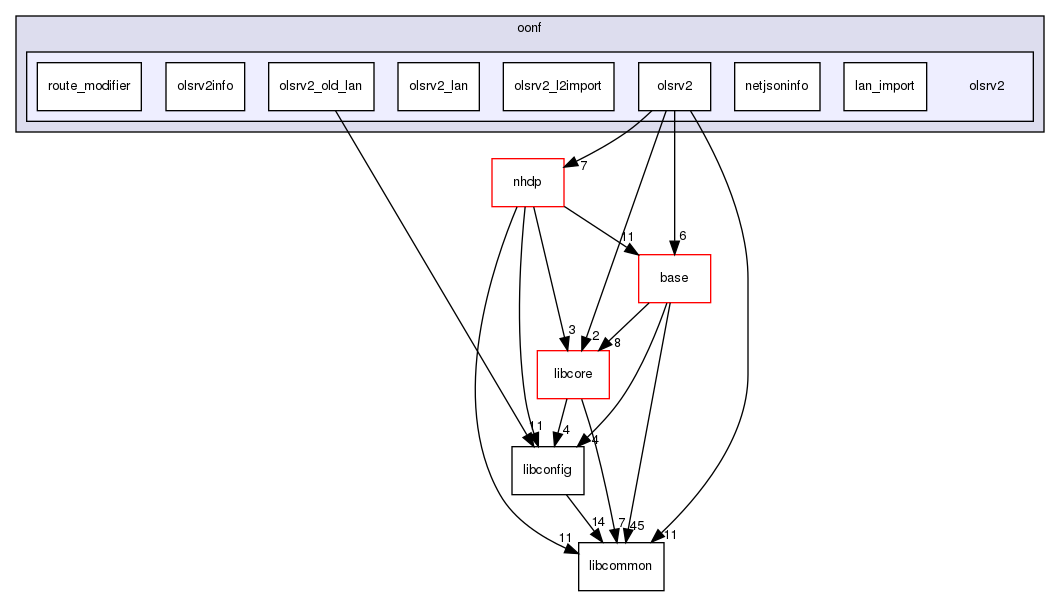 oonf
route_modifier
olsrv2info
olsrv2_old_lan
olsrv2_lan
olsrv2_l2import
olsrv2
netjsoninfo
lan_import
olsrv2
nhdp
7
11
6
base
3
2
8
libcore
1
11
4
4
libconfig
14
7
45
11
11
libcommon